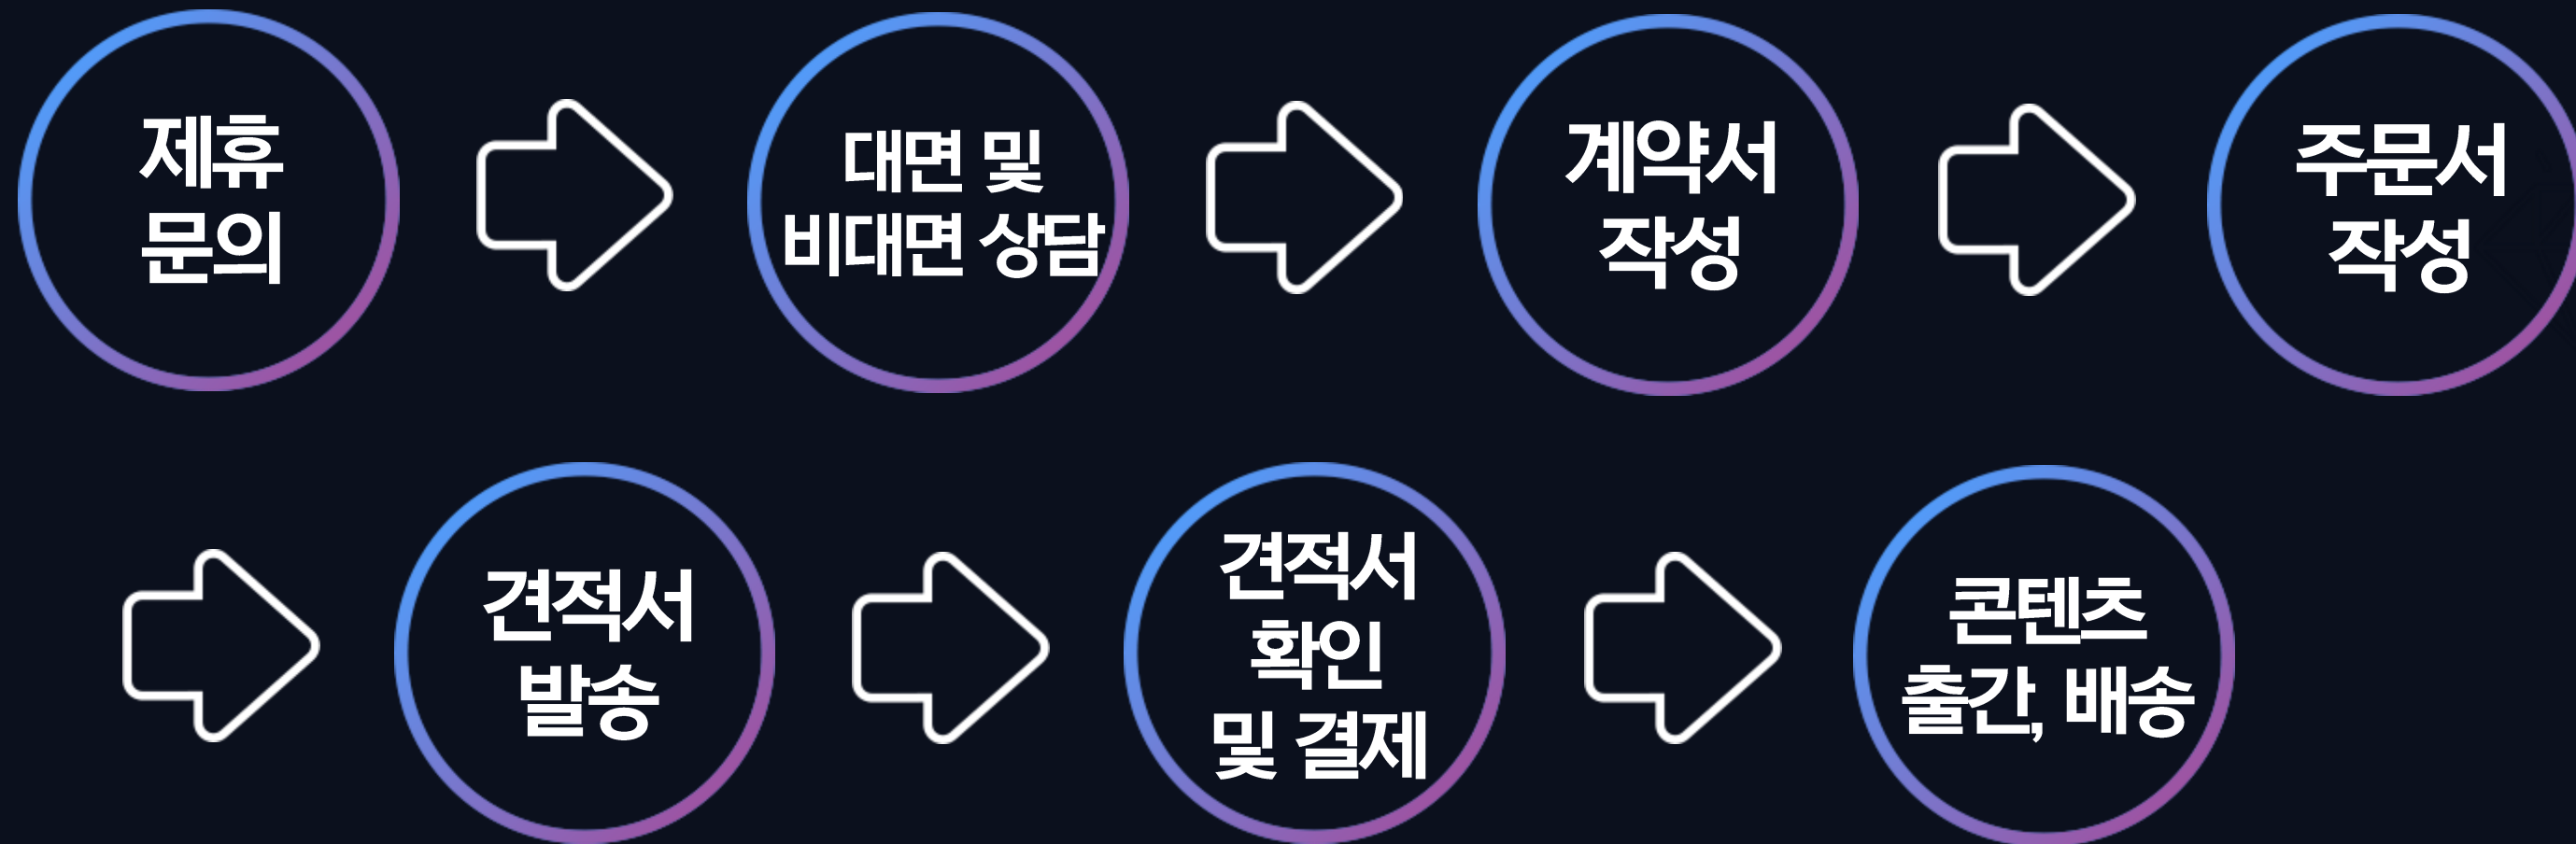 제휴
문의
대면 및
비대면 상담
계약서
작성
주문서
작성
견적서
발송
견적서
확인
및 결제
콘텐츠
출간, 배송